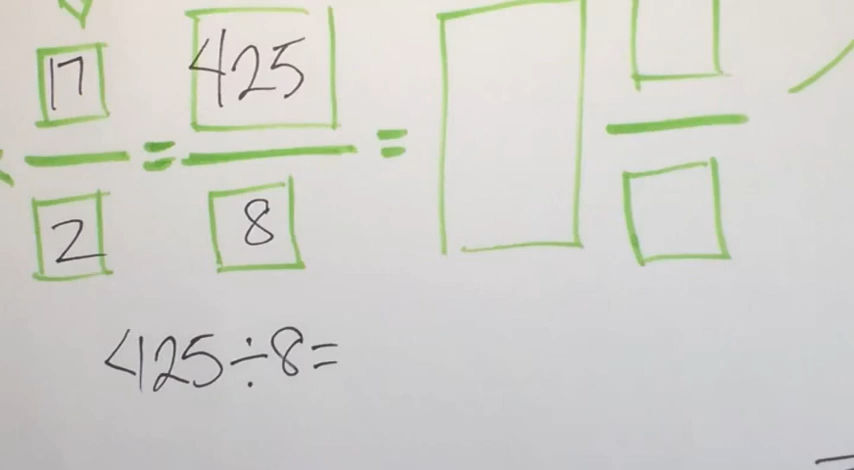 17/2 = 425/8 =
425÷8=